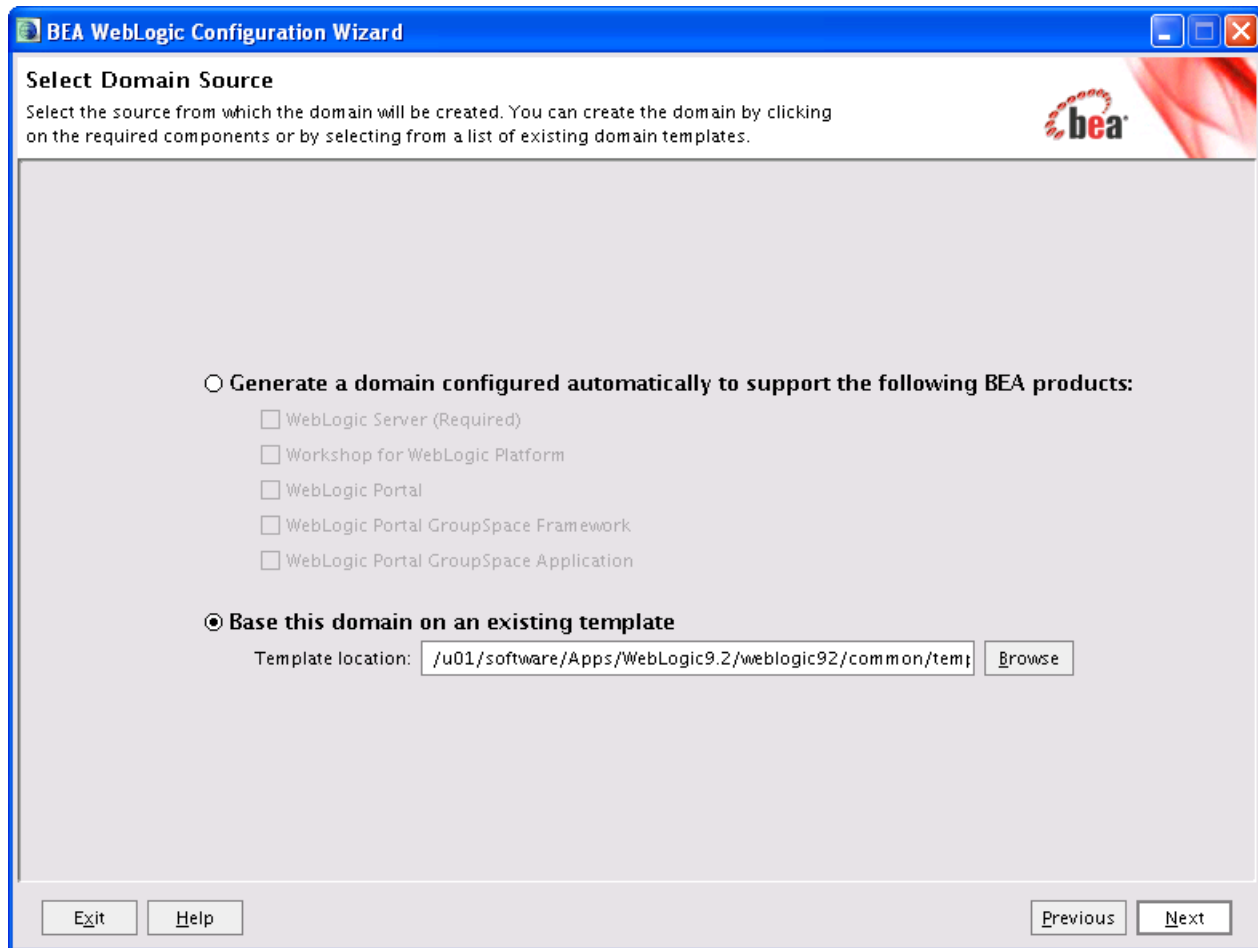 BEA WebLogic Configuration Wizard
Select Domain Source
Select the source from which the domain will be created. You can create the domain by clicking
on the required components or by selecting from a list of existing domain templates.
bea
Generate a domain configured automatically to support the following BEA products:
WebLogic Server (Required)
Workshop for WebLogic Platform
WebLogic Portal
WebLogic Portal GroupSpace Framework
WebLogic Portal GroupSpace Application
Base this domain on an existing template
Template location: /u01/software/Apps/WebLogic9.2/weblogic92/common/temp Browse
Exit Help Previous Next